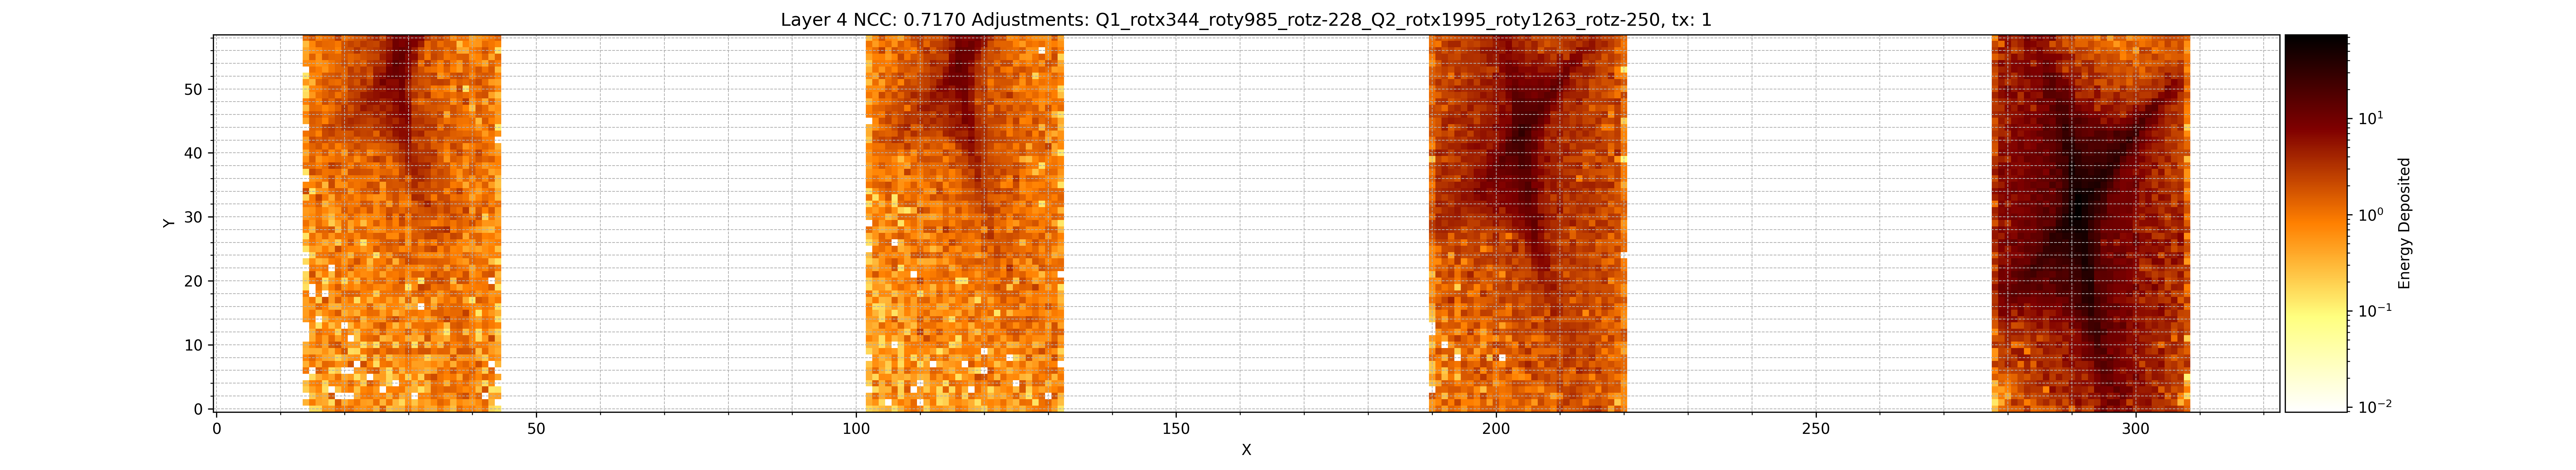 Layer 4 NCC: 0.7170 Adjustments: Q1_rotx344_roty985_rotz-228_Q2_rotx1995_roty1263_rotz-250, tx: 1
Y
50
40
30
20
10
0
0 50 100 150 200 250 300
X
10^1
10^0
10^-1
10^-2
Energy Deposited